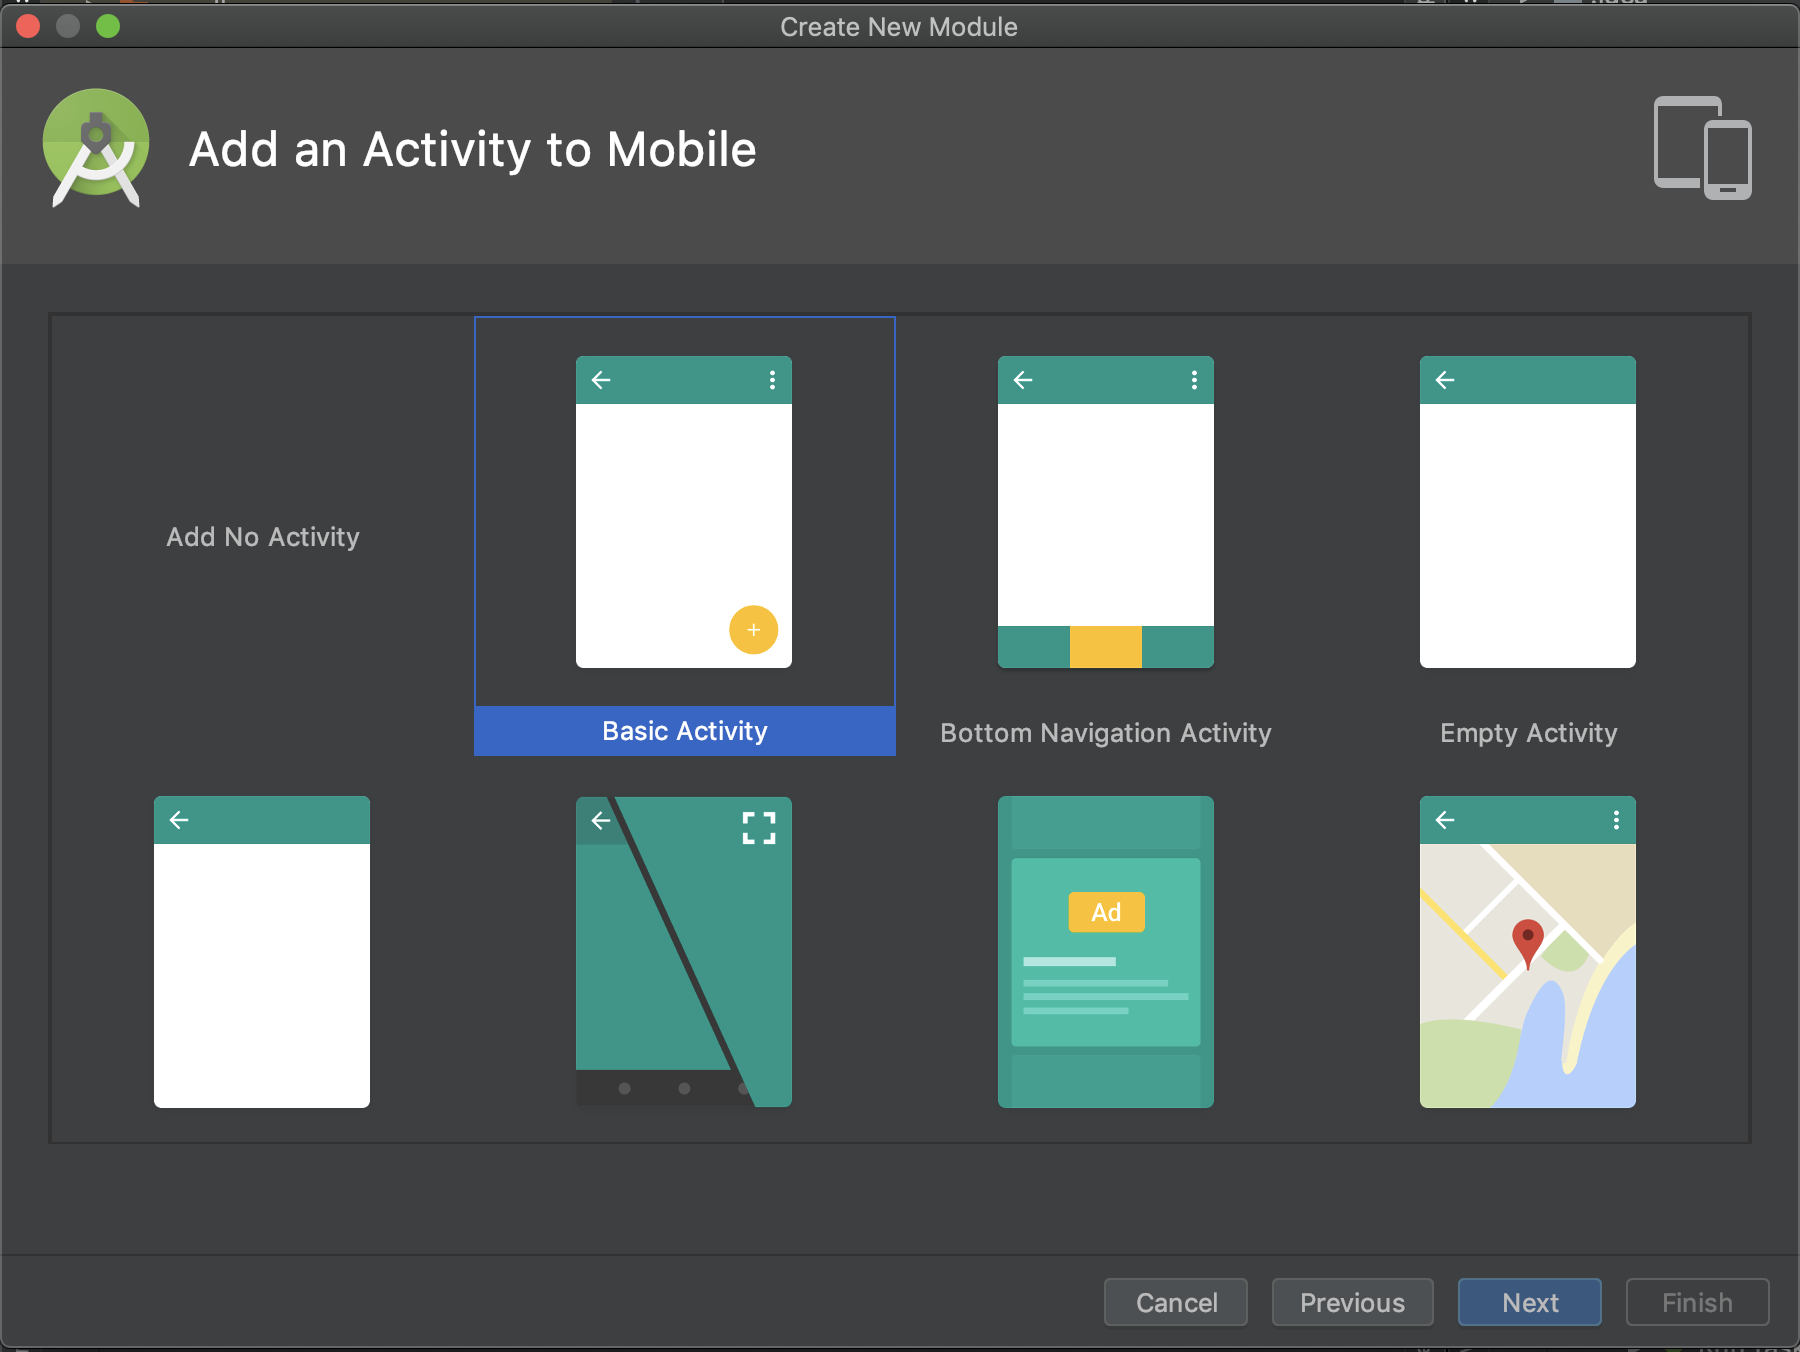 Create New Module
Add an Activity to Mobile
Add No Activity
Basic Activity
Bottom Navigation Activity
Empty Activity
Ad
Cancel
Previous
Next
Finish